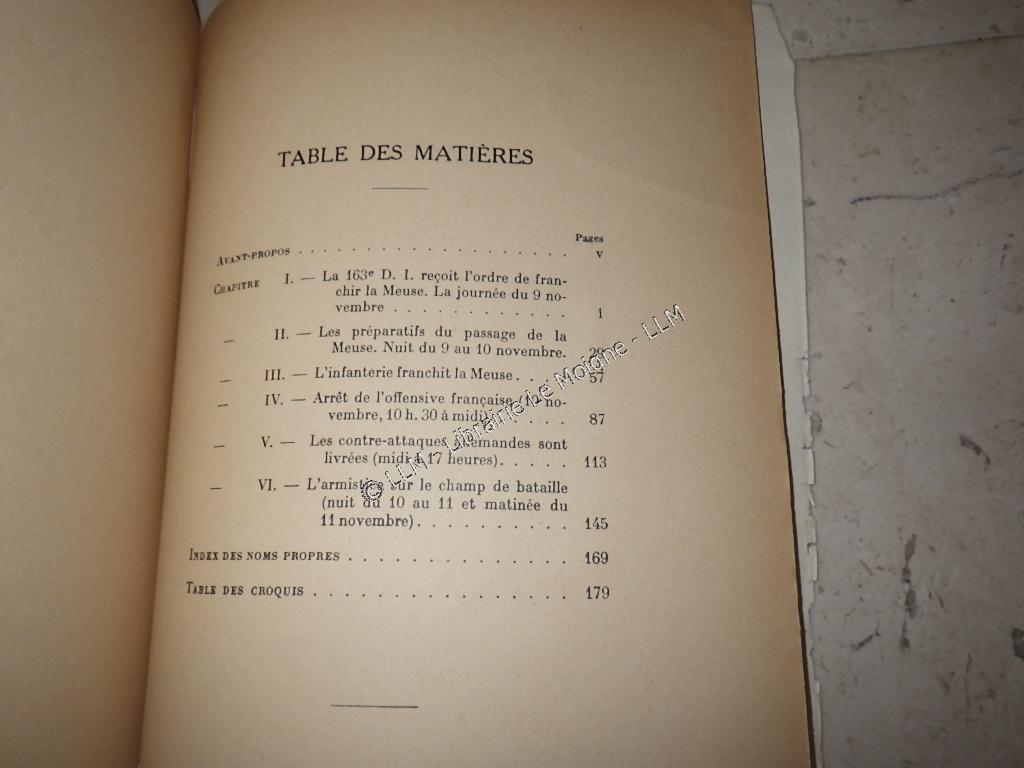 TABLE DES MATIÈRES
Pages
AVANT-PROPOS . . . . . . . . . . . . . . . . . . v
CHAPITRE I. — La 163e D. I. reçoit l'ordre de fran-
chir la Meuse. La journée du 9 no-
vembre . . . . . . . . . . . . 1
— II. — Les préparatifs du passage de la
Meuse. Nuit du 9 au 10 novembre. 29
— III. — L'infanterie franchit la Meuse . . . . 57
— IV. — Arrêt de l'offensive française (10 no-
vembre, 10 h. 30 à midi) . . . . . . 87
— V. — Les contre-attaques allemandes sont
livrées (midi à 17 heures) . . . . . 113
— VI. — L'armistice sur le champ de bataille
(nuit du 10 au 11 et matinée du
11 novembre) . . . . . . . . . . 145
INDEX DES NOMS PROPRES . . . . . . . . . . . . . . 169
TABLE DES CROQUIS . . . . . . . . . . . . . . . . 179
© LLM - Librairie Le Moigne - LLM